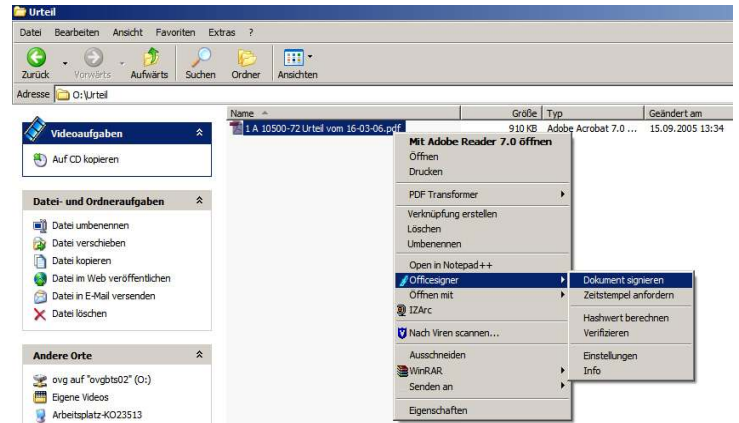 Urteil
Datei Bearbeiten Ansicht Favoriten Extras ?
Zurück Vorwärts Aufwärts Suchen Ordner Ansichten
Adresse O:\Urteil
Name Größe Typ Geändert am
1 A 10500-72 Urteil vom 16-03-06.pdf 910 KB Adobe Acrobat 7.0 ... 15.09.2005 13:34
Videoaufgaben
Auf CD kopieren
Datei- und Ordneraufgaben
Datei umbenennen
Datei verschieben
Datei kopieren
Datei im Web veröffentlichen
Datei in E-Mail versenden
Datei löschen
Andere Orte
ovg auf "ovgbts02" (O:)
Eigene Videos
Arbeitsplatz-KO23513
Mit Adobe Reader 7.0 öffnen
Öffnen
Drucken
PDF Transformer
Verknüpfung erstellen
Löschen
Umbenennen
Open in Notepad++
Officesigner
Öffnen mit
IZArc
Nach Viren scannen...
Ausschneiden
WinRAR
Senden an
Eigenschaften
Dokument signieren
Zeitstempel anfordern
Hashwert berechnen
Verifizieren
Einstellungen
Info